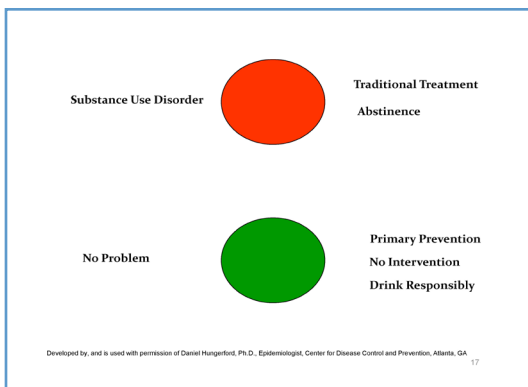 Substance Use Disorder
Traditional Treatment
Abstinence
No Problem
Primary Prevention
No Intervention
Drink Responsibly
Developed by, and is used with permission of Daniel Hungerford, Ph.D., Epidemiologist, Center for Disease Control and Prevention, Atlanta, GA
17